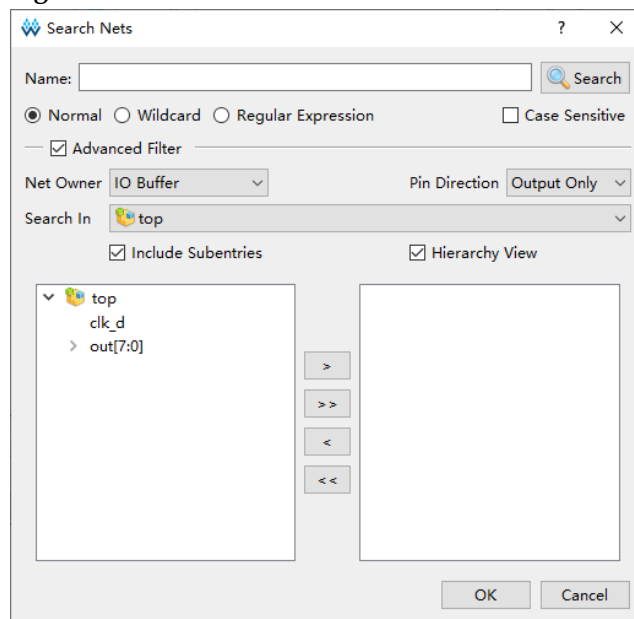 Search Nets ? ×
Name: Search
Normal Wildcard Regular Expression Case Sensitive
Advanced Filter
Net Owner IO Buffer Pin Direction Output Only
Search In top
Include Subentries Hierarchy View
top
clk_d
> out[7:0]
>
>>
<
<<
OK Cancel